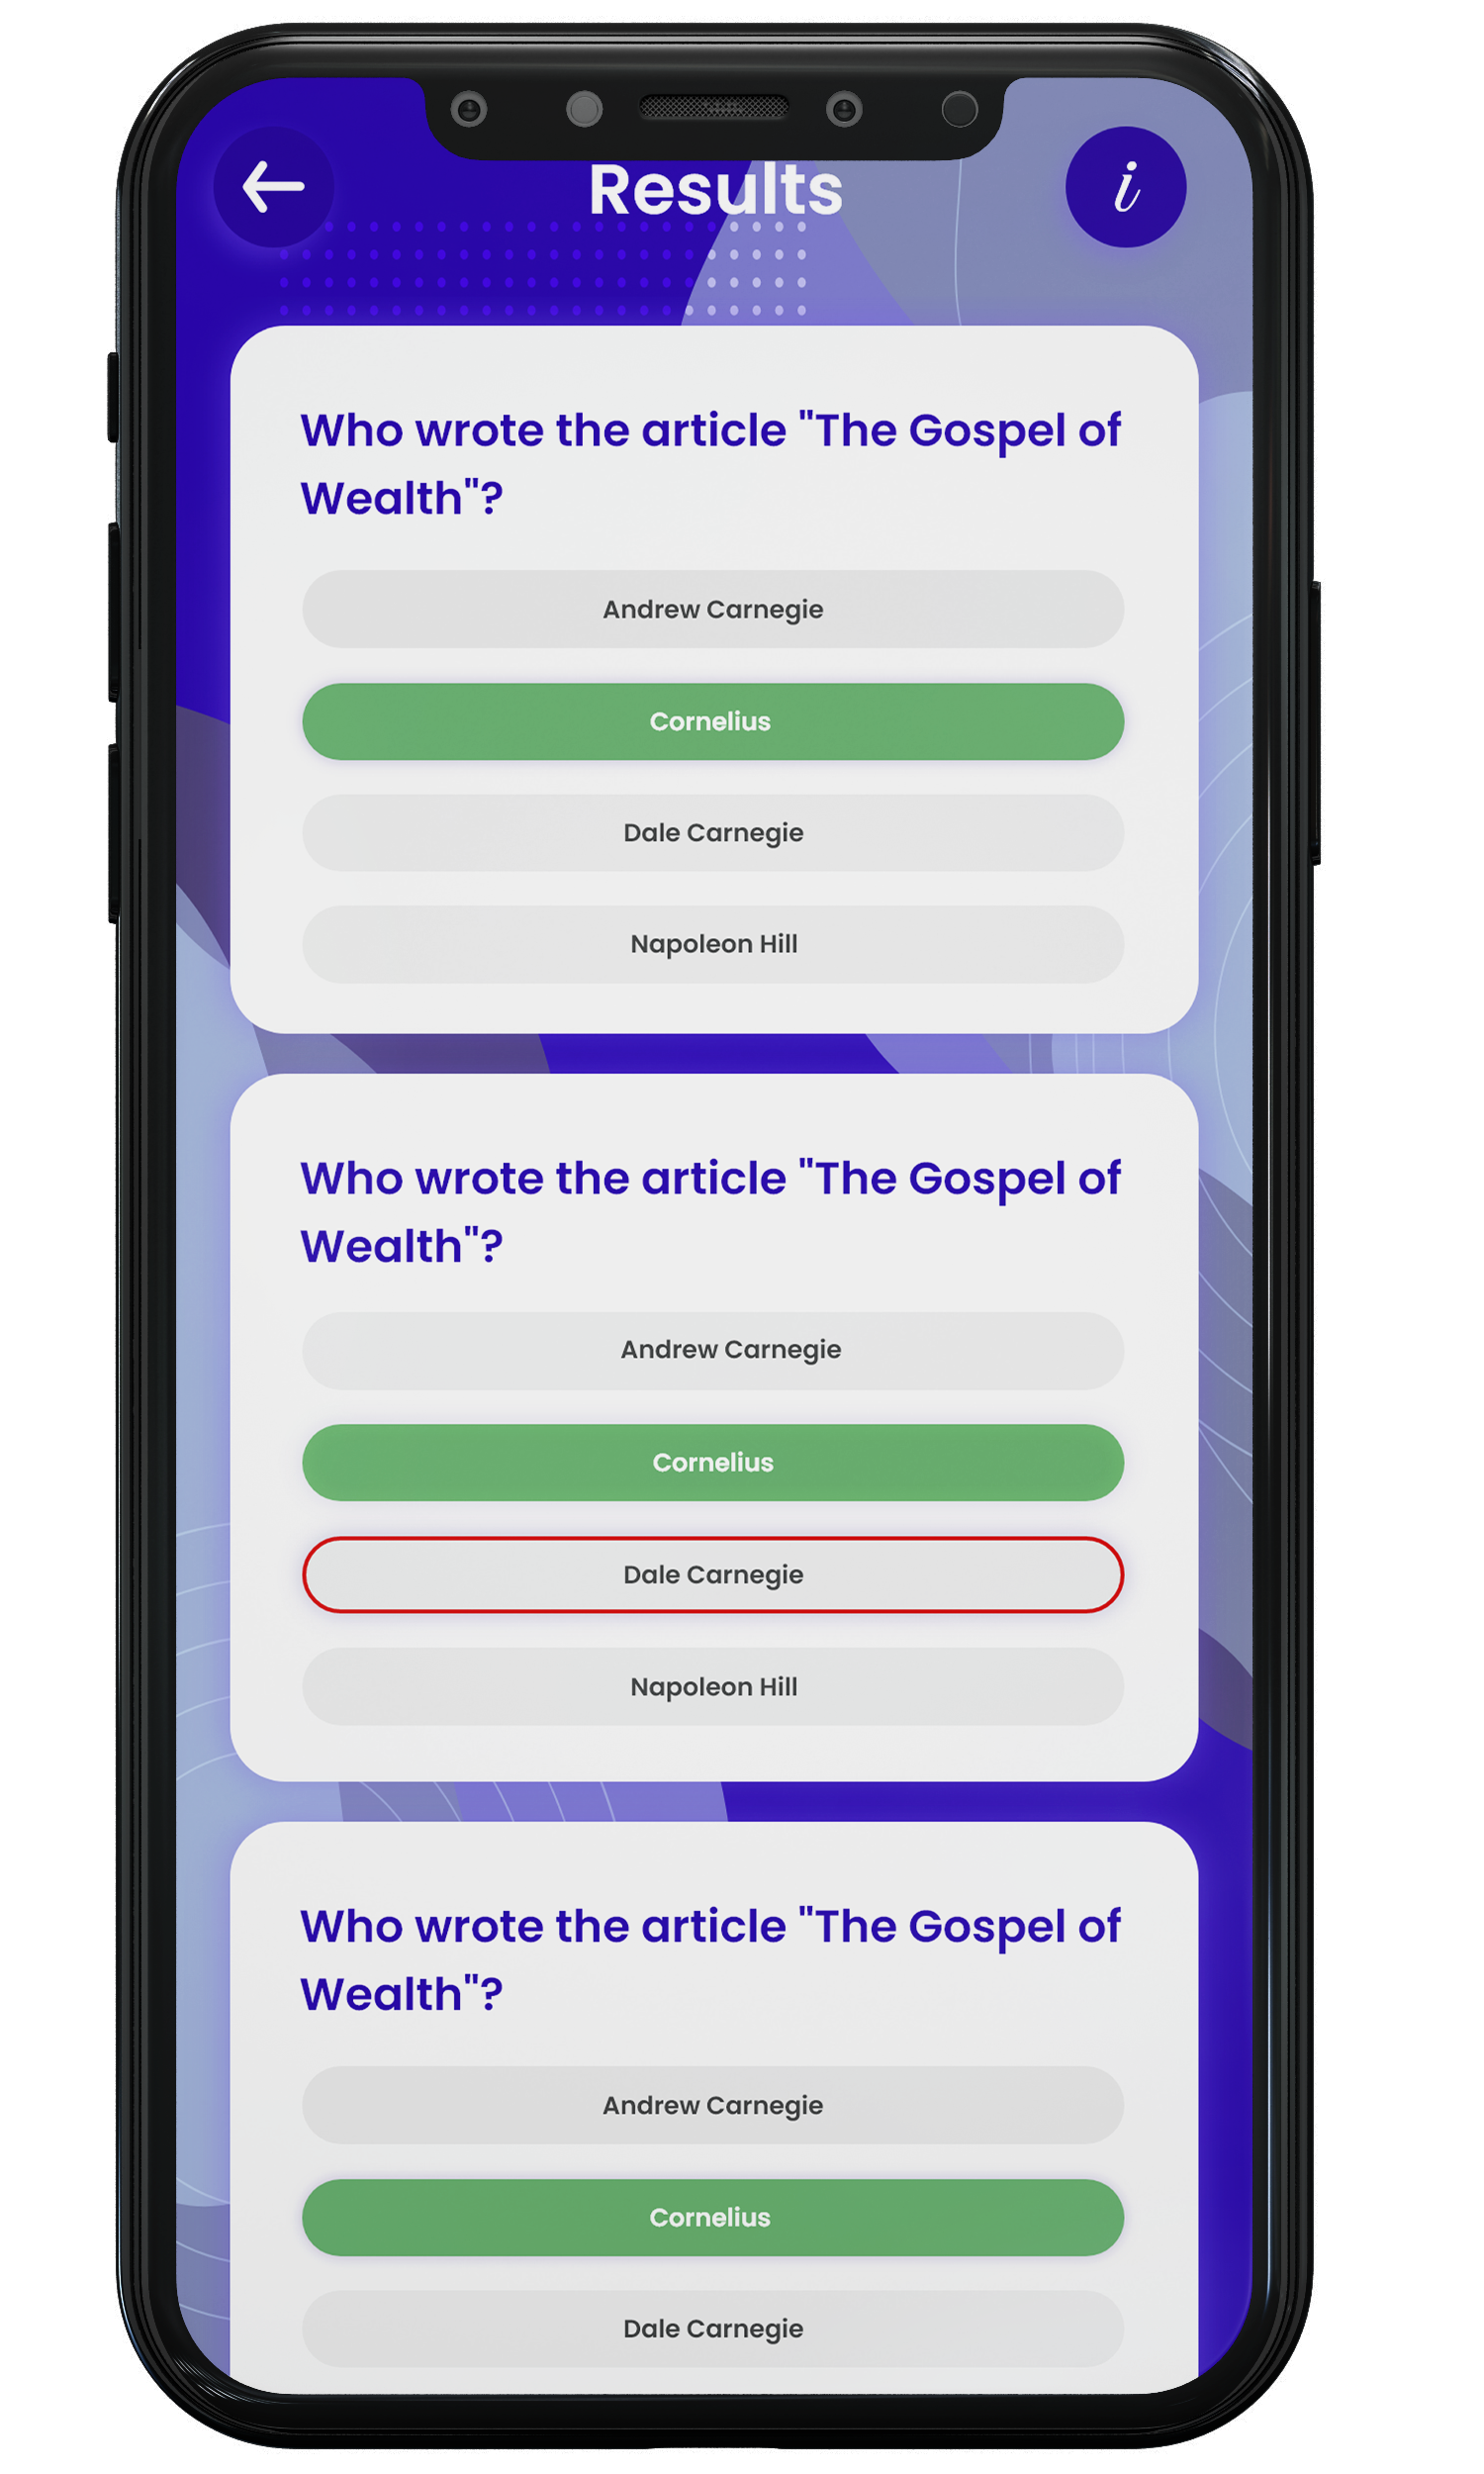 Results
i
Who wrote the article "The Gospel of
Wealth"?
Andrew Carnegie
Cornelius
Dale Carnegie
Napoleon Hill
Who wrote the article "The Gospel of
Wealth"?
Andrew Carnegie
Cornelius
Dale Carnegie
Napoleon Hill
Who wrote the article "The Gospel of
Wealth"?
Andrew Carnegie
Cornelius
Dale Carnegie